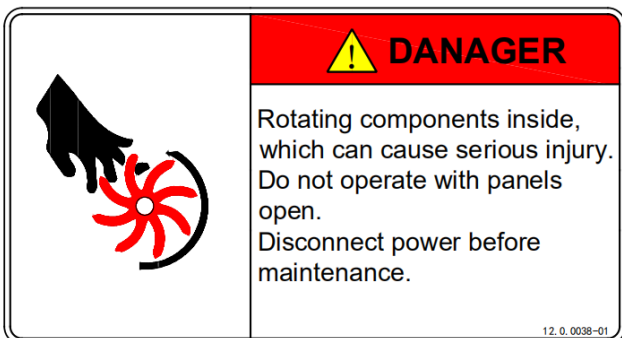 DANAGER
Rotating components inside,
which can cause serious injury.
Do not operate with panels
open.
Disconnect power before
maintenance.
12.0.0038-01